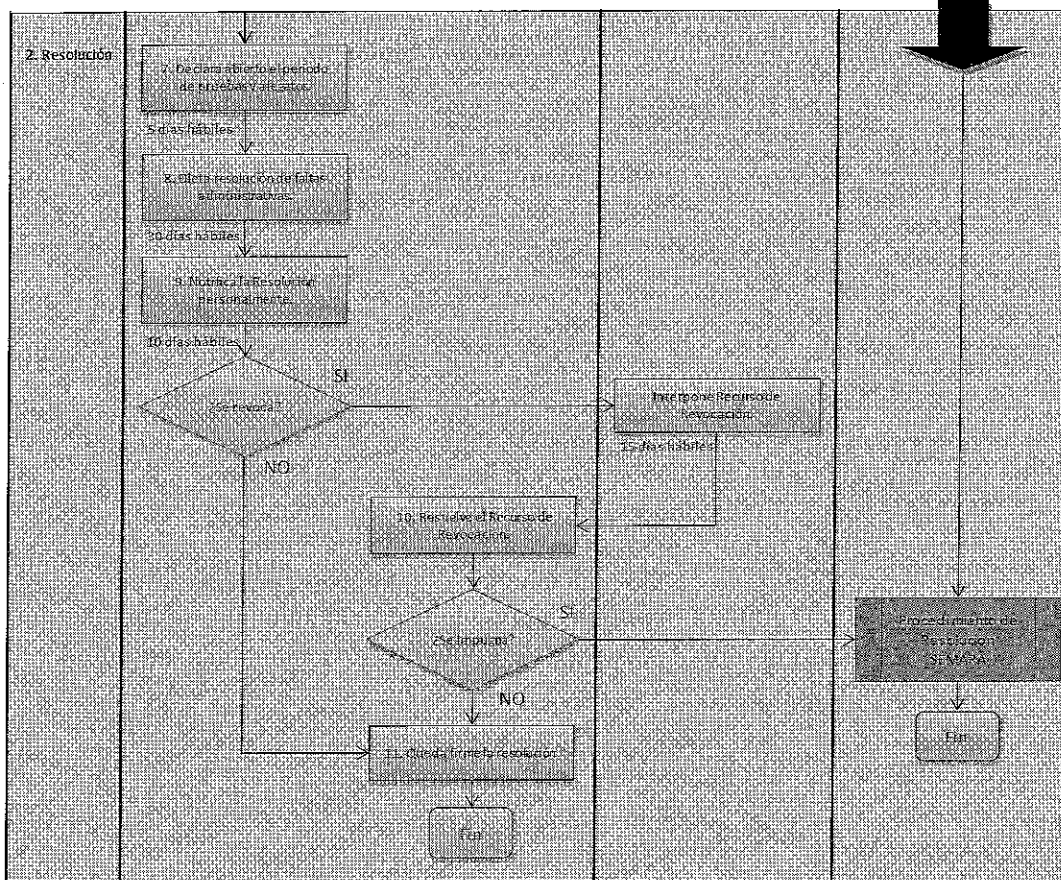 2. Resolución
7. Declara abierto el periodo
de pruebas y alegatos.
5 días hábiles
8. Dicta resolución de faltas
administrativas.
30 días hábiles
9. Notifica la Resolución
personalmente.
10 días hábiles
¿Se revoca?
SI
NO
Interpone Recurso de
Revocación.
15 días hábiles
10. Resuelve el Recurso de
Revocación.
¿Se impugna?
SI
NO
Procedimiento de
Resolución
11. Queda firme la resolución
Fin
Fin